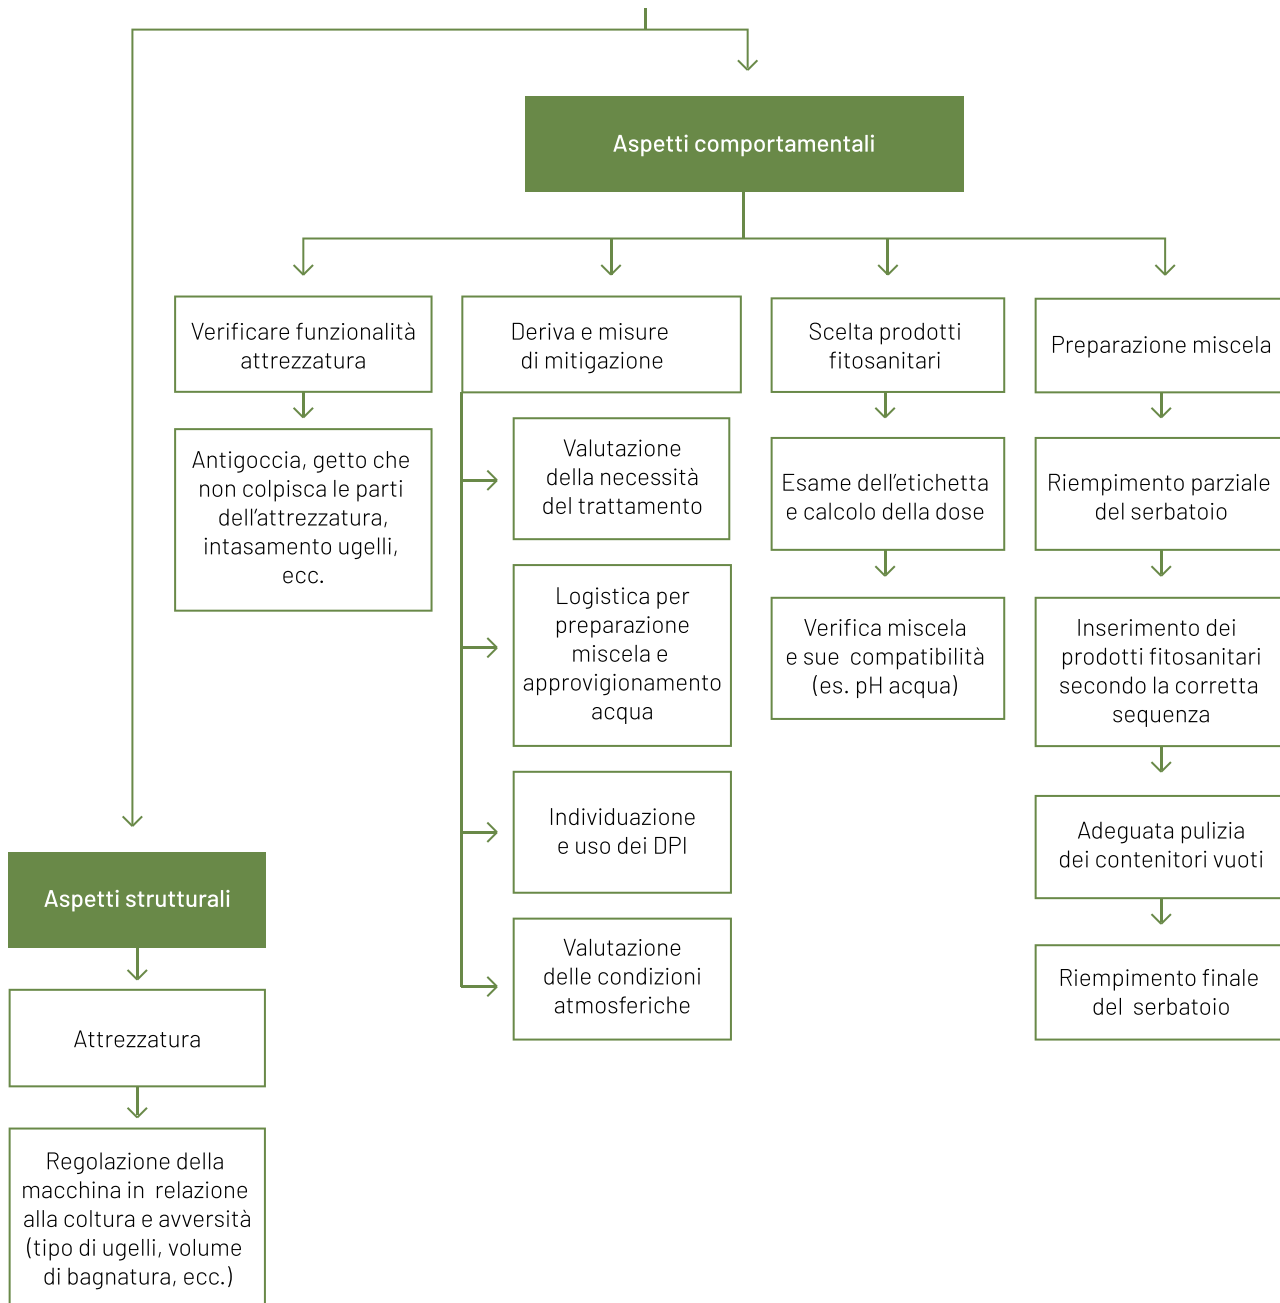 Aspetti comportamentali
Verificare funzionalità
attrezzatura
Antigoccia, getto che
non colpisca le parti
dell'attrezzatura,
intasamento ugelli,
ecc.
Deriva e misure
di mitigazione
Valutazione
della necessità
del trattamento
Logistica per
preparazione
miscela e
approvigionamento
acqua
Individuazione
e uso dei DPI
Valutazione
delle condizioni
atmosferiche
Scelta prodotti
fitosanitari
Esame dell'etichetta
e calcolo della dose
Verifica miscela
e sue compatibilità
(es. pH acqua)
Preparazione miscela
Riempimento parziale
del serbatoio
Inserimento dei
prodotti fitosanitari
secondo la corretta
sequenza
Adeguata pulizia
dei contenitori vuoti
Riempimento finale
del serbatoio
Aspetti strutturali
Attrezzatura
Regolazione della
macchina in relazione
alla coltura e avversità
(tipo di ugelli, volume
di bagnatura, ecc.)